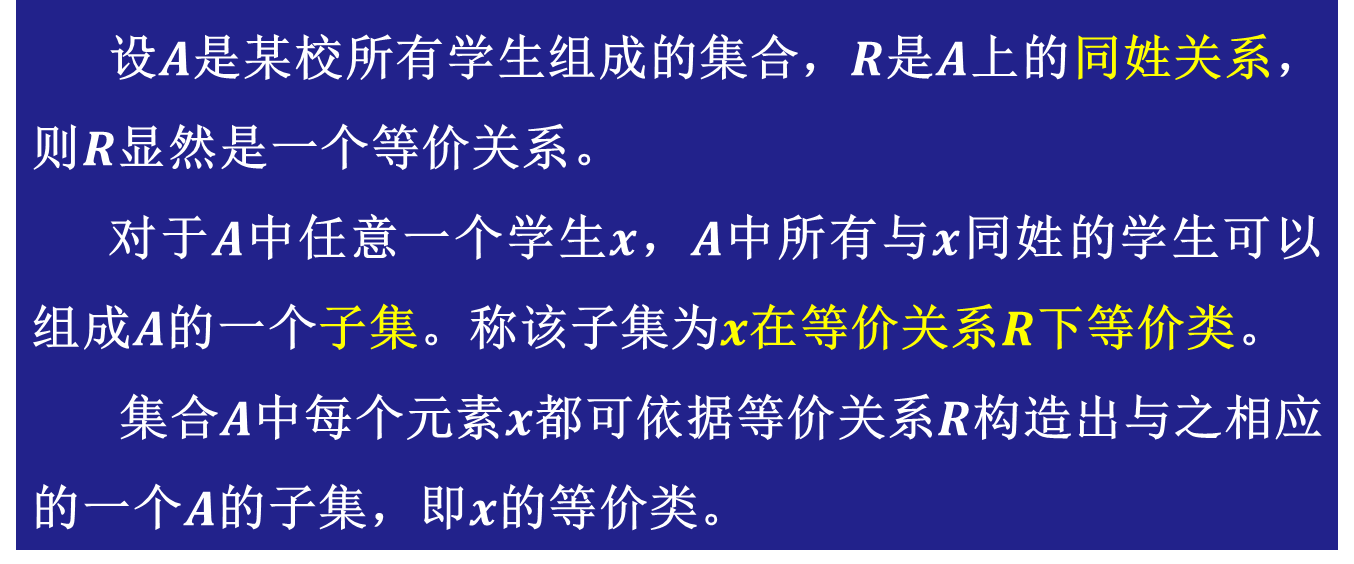 设A是某校所有学生组成的集合，R是A上的同姓关系，
则R显然是一个等价关系。
对于A中任意一个学生x，A中所有与x同姓的学生可以
组成A的一个子集。称该子集为x在等价关系R下等价类。
集合A中每个元素x都可依据等价关系R构造出与之相应
的一个A的子集，即x的等价类。